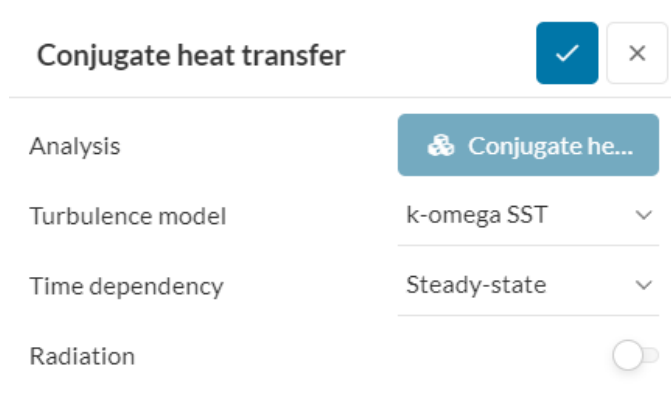 Conjugate heat transfer
Analysis Conjugate he...
Turbulence model k-omega SST
Time dependency Steady-state
Radiation